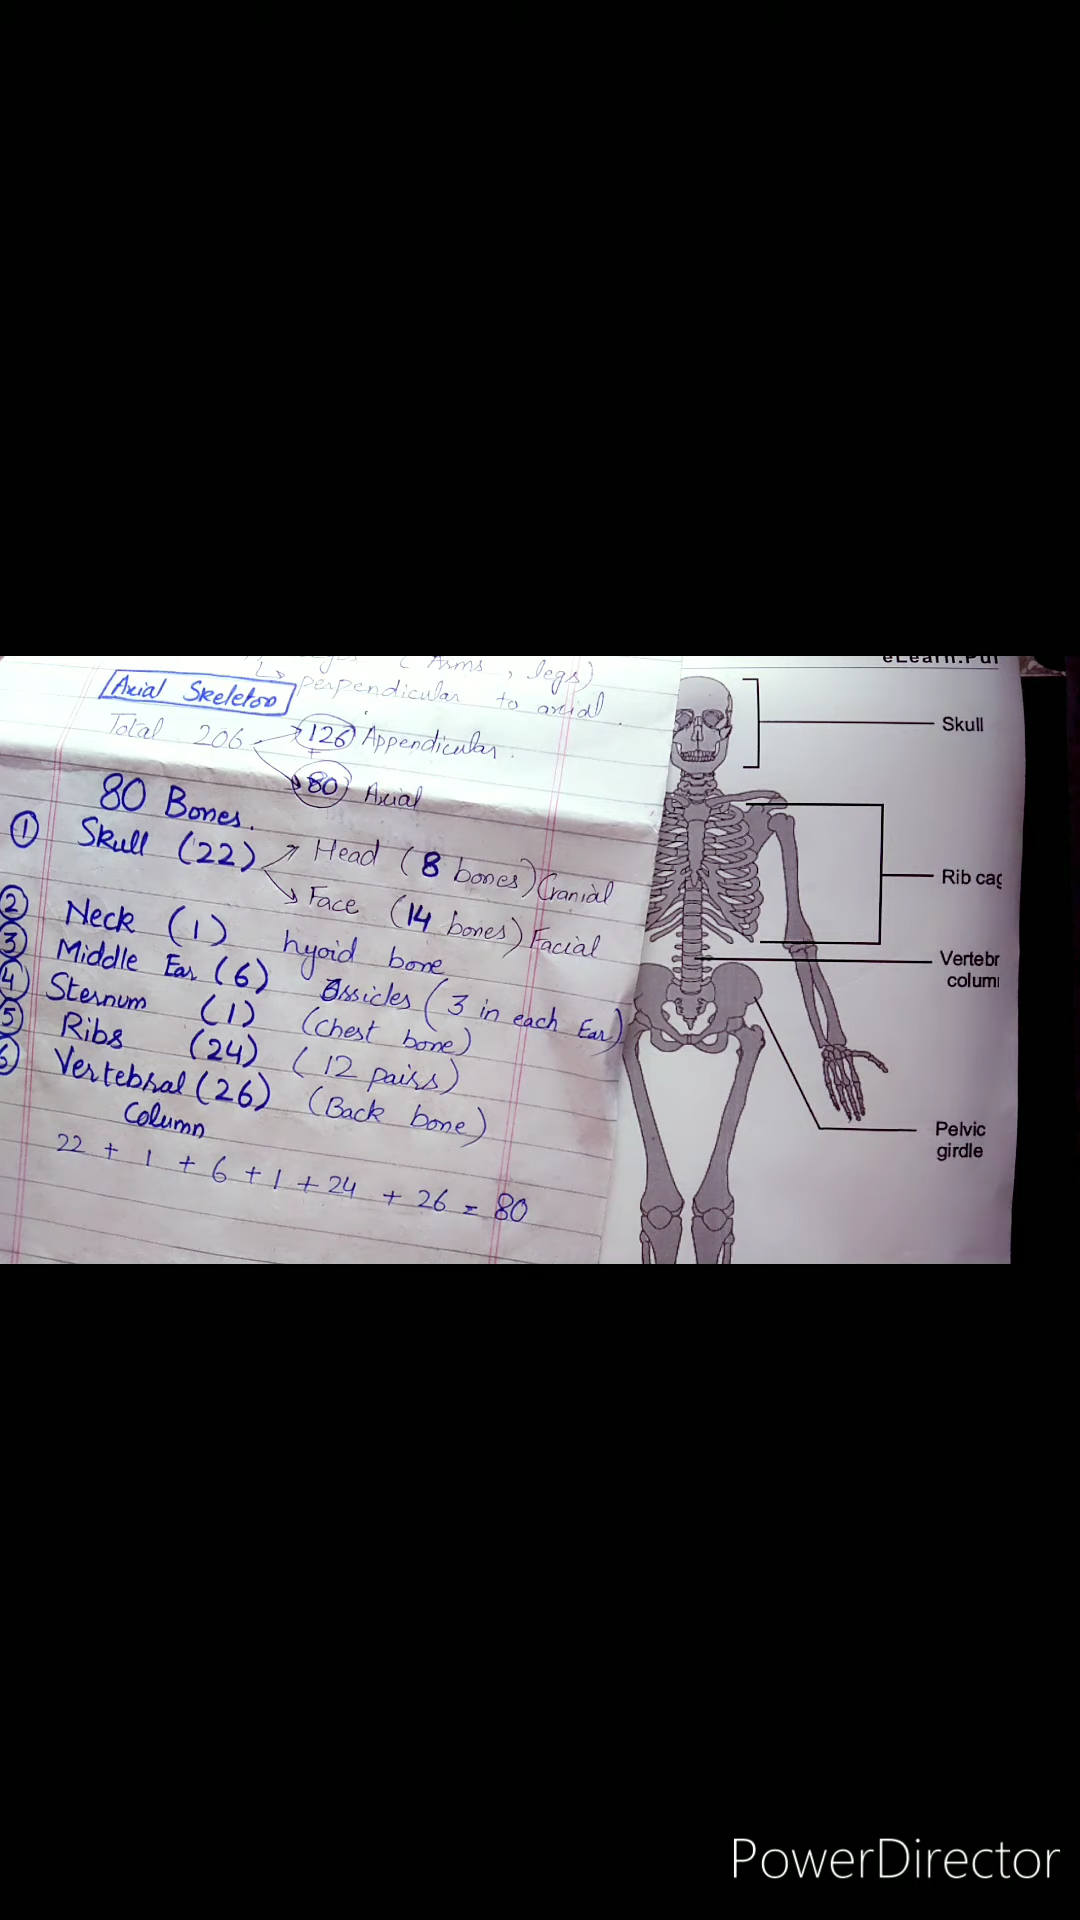 (Arms, legs)
↳ perpendicular to axial.
Axial Skeleton
Total 206 → 126 Appendicular.
+
→ 80 Axial
80 Bones.
① Skull (22) → Head (8 bones) Cranial
→ Face (14 bones) Facial
② Neck (1) hyoid bone
③ Middle Ear (6) Ossicles (3 in each Ear)
4 Sternum (1) (chest bone)
5 Ribs (24) (12 pairs)
6 Vertebral (26) (Back bone)
Column
22 + 1 + 6 + 1 + 24 + 26 = 80
eLearn.Pun
Skull
Rib cag
Vertebr
colum
Pelvic
girdle
PowerDirector